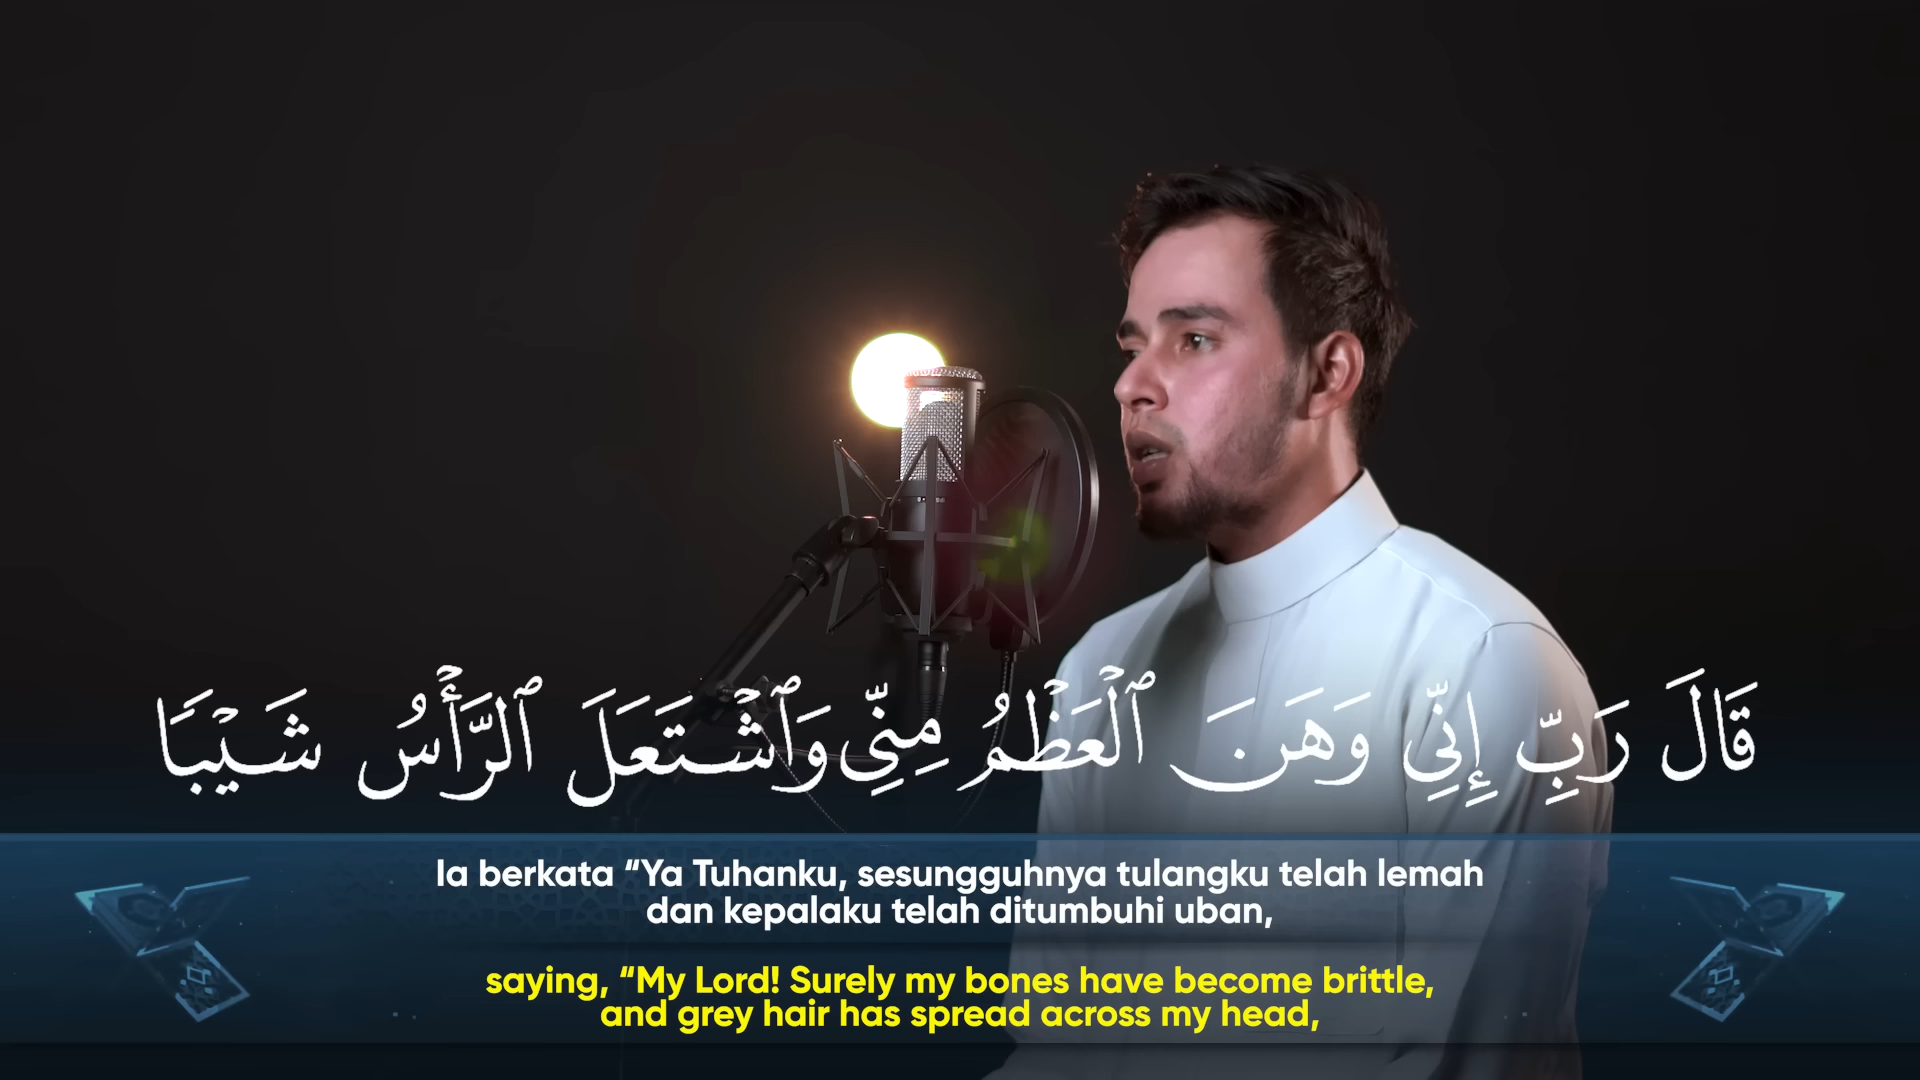 قَالَ رَبِّ إِنِّي وَهَنَ ٱلْعَظْمُ مِنِّي وَٱشْتَعَلَ ٱلرَّأْسُ شَيْبًا
Ia berkata “Ya Tuhanku, sesungguhnya tulangku telah lemah
dan kepalaku telah ditumbuhi uban,
saying, “My Lord! Surely my bones have become brittle,
and grey hair has spread across my head,